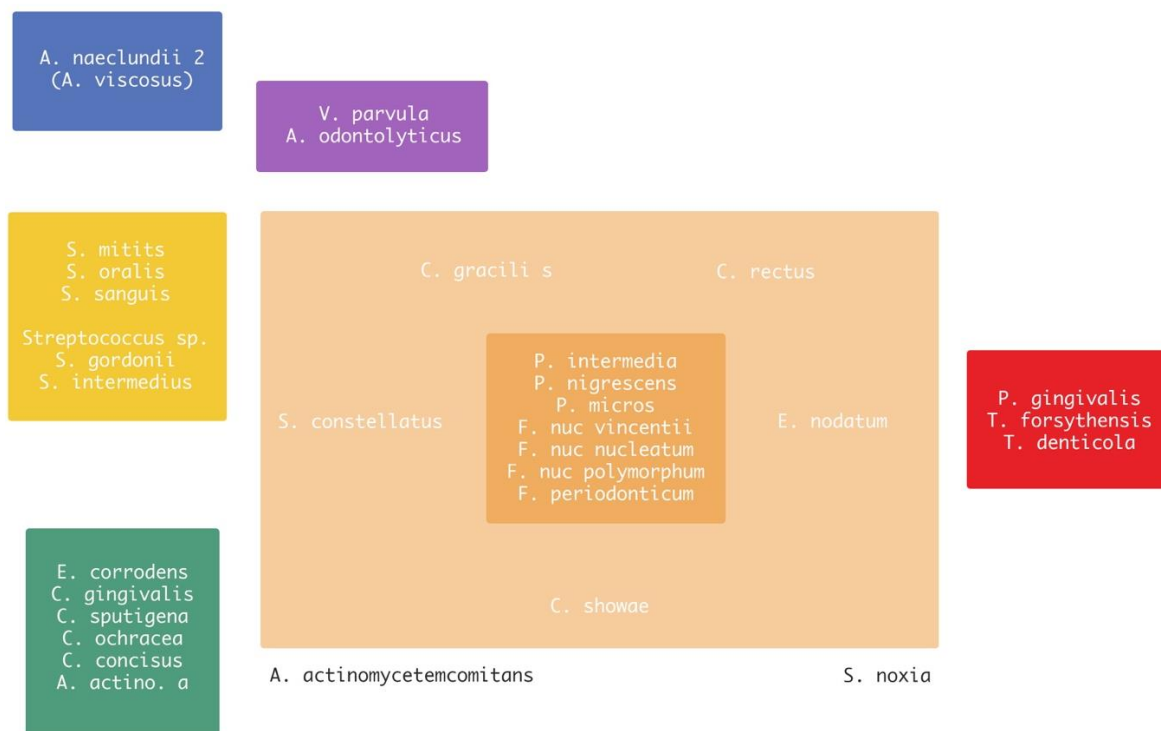 A. naeclundii 2
(A. viscosus)
V. parvula
A. odontolyticus
S. mitits
S. oralis
S. sanguis
Streptococcus sp.
S. gordonii
S. intermedius
C. gracili s
C. rectus
P. intermedia
P. nigrescens
P. micros
F. nuc vincentii
F. nuc nucleatum
F. nuc polymorphum
F. periodonticum
S. constellatus
E. nodatum
C. showae
P. gingivalis
T. forsythensis
T. denticola
E. corrodens
C. gingivalis
C. sputigena
C. ochracea
C. concisus
A. actino. a
A. actinomycetemcomitans
S. noxia